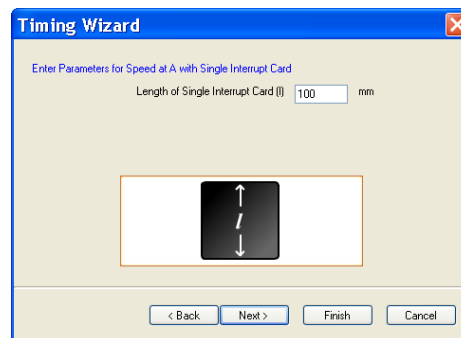 Timing Wizard
Enter Parameters for Speed at A with Single Interrupt Card
Length of Single Interrupt Card (l) 100 mm
l
< Back Next > Finish Cancel